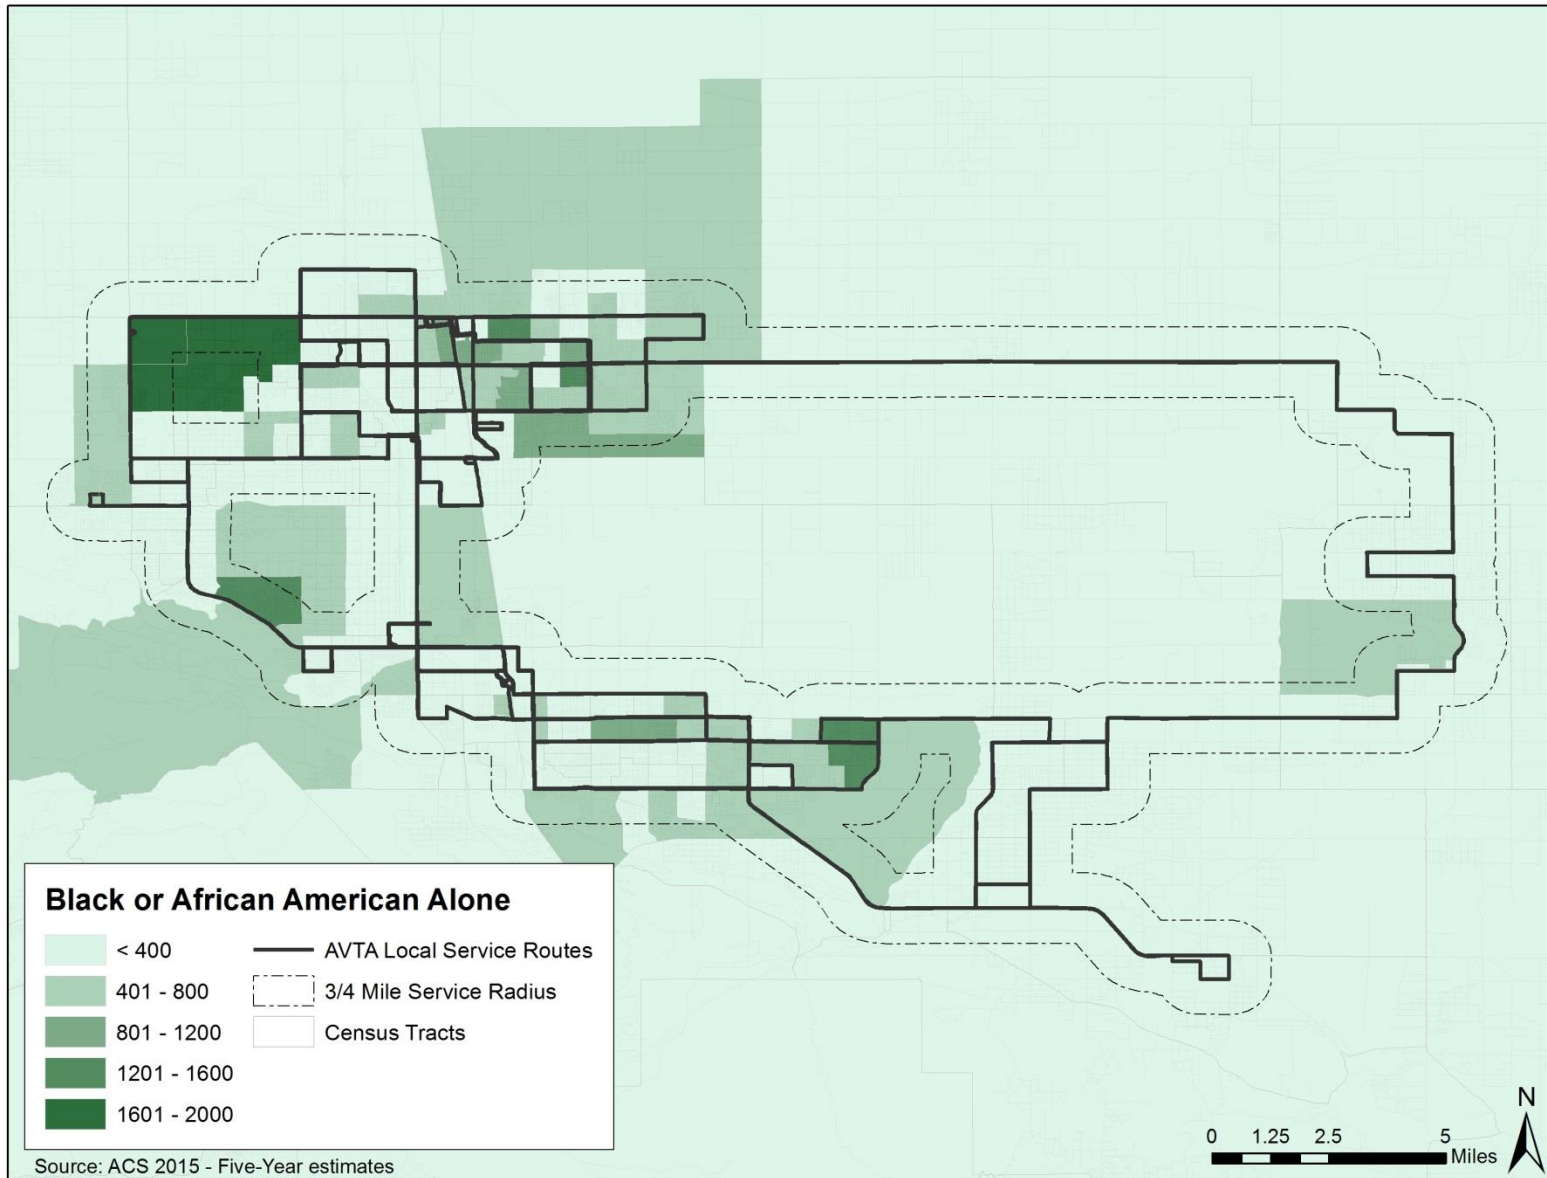 Black or African American Alone
< 400
401 - 800
801 - 1200
1201 - 1600
1601 - 2000
AVTA Local Service Routes
3/4 Mile Service Radius
Census Tracts
Source: ACS 2015 - Five-Year estimates
N
0 1.25 2.5 5
Miles